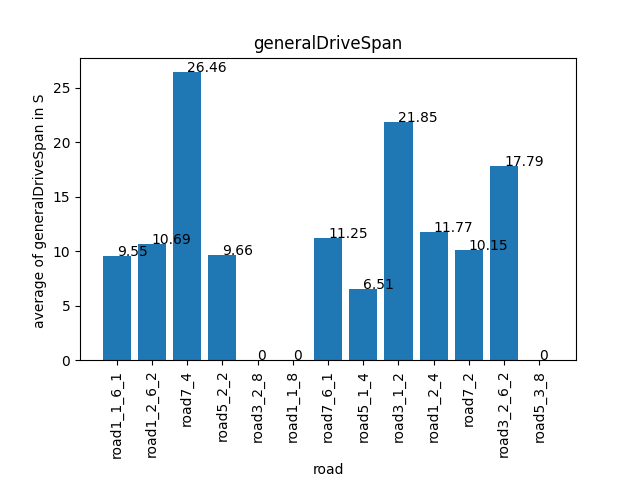 generalDriveSpan
average of generalDriveSpan in S
25
20
15
10
5
0
9.55
10.69
26.46
9.66
0
0
11.25
6.51
21.85
11.77
10.15
17.79
0
road1_1_6_1
road1_2_6_2
road7_4
road5_2_2
road3_2_8
road1_1_8
road7_6_1
road5_1_4
road3_1_2
road1_2_4
road7_2
road3_2_6_2
road5_3_8
road